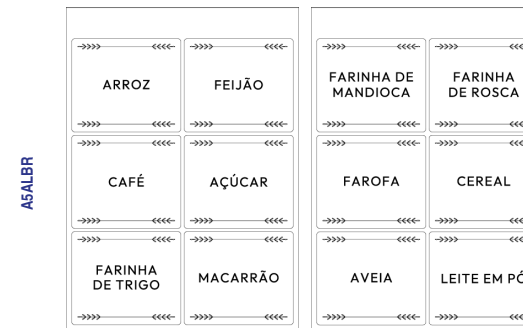 A5ALBR
ARROZ
FEIJÃO
CAFÉ
AÇÚCAR
FARINHA
DE TRIGO
MACARRÃO
FARINHA DE
MANDIOCA
FARINHA
DE ROSCA
FAROFA
CEREAL
AVEIA
LEITE EM PÓ